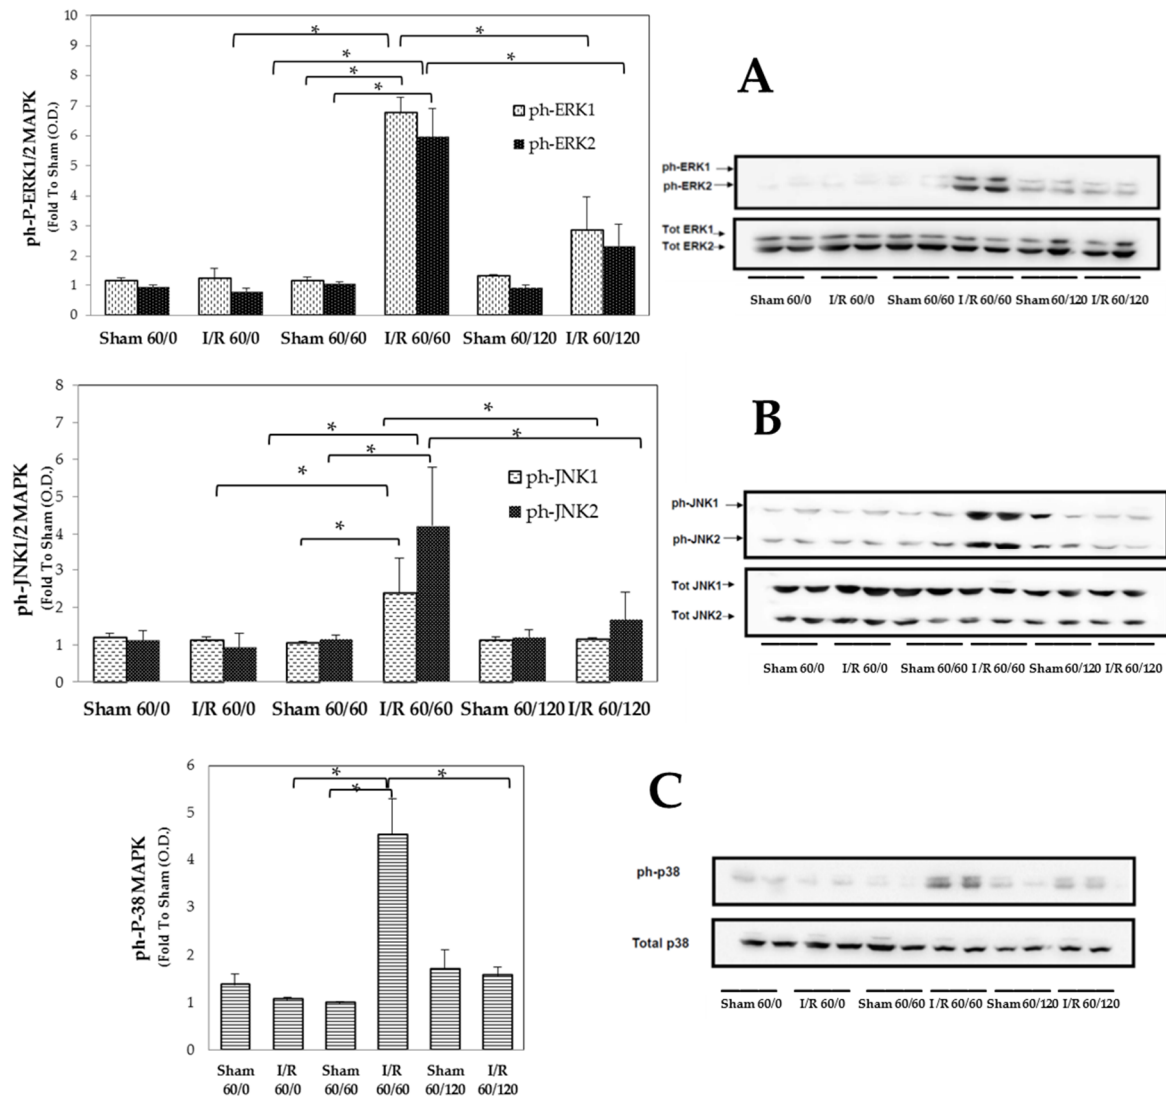 A
ph-P-ERK1/2 MAPK
(Fold To Sham (O.D.)
10
9
8
7
6
5
4
3
2
1
0
*
*
*
*
*
*
ph-ERK1
ph-ERK2
Sham 60/0 I/R 60/0 Sham 60/60 I/R 60/60 Sham 60/120 I/R 60/120
ph-ERK1
ph-ERK2
Tot ERK1
Tot ERK2
Sham 60/0 I/R 60/0 Sham 60/60 I/R 60/60 Sham 60/120 I/R 60/120
B
ph-JNK1/2 MAPK
(Fold To Sham (O.D.)
8
7
6
5
4
3
2
1
0
*
*
*
*
*
*
ph-JNK1
ph-JNK2
Sham 60/0 I/R 60/0 Sham 60/60 I/R 60/60 Sham 60/120 I/R 60/120
ph-JNK1
ph-JNK2
Tot JNK1
Tot JNK2
Sham 60/0 I/R 60/0 Sham 60/60 I/R 60/60 Sham 60/120 I/R 60/120
C
ph-P-38 MAPK
(Fold To Sham (O.D.)
6
5
4
3
2
1
0
*
*
*
Sham 60/0
I/R 60/0
Sham 60/60
I/R 60/60
Sham 60/120
I/R 60/120
ph-p38
Total p38
Sham 60/0 I/R 60/0 Sham 60/60 I/R 60/60 Sham 60/120 I/R 60/120